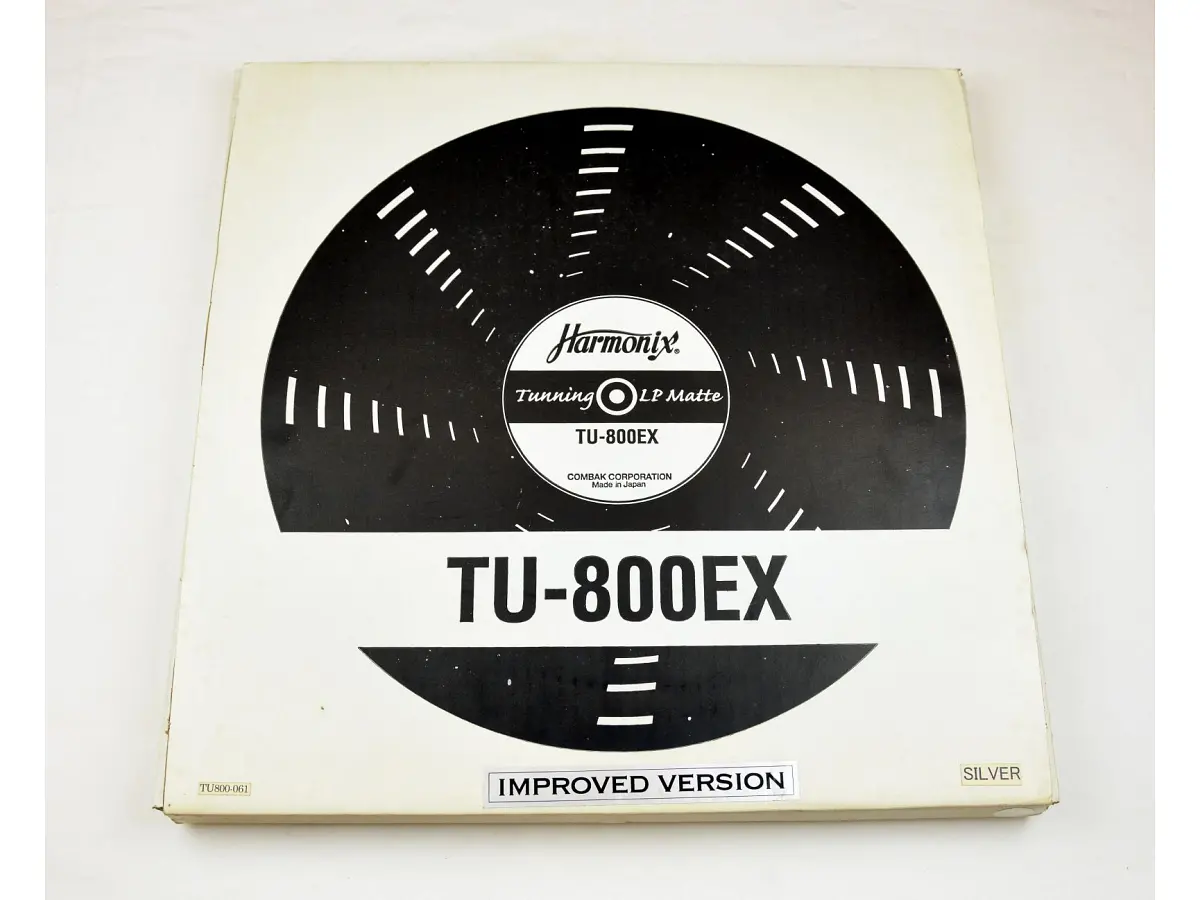 Harmonix®
Tunning LP Matte
TU-800EX
COMBAK CORPORATION
Made in Japan
TU-800EX
IMPROVED VERSION
TU800-061
SILVER